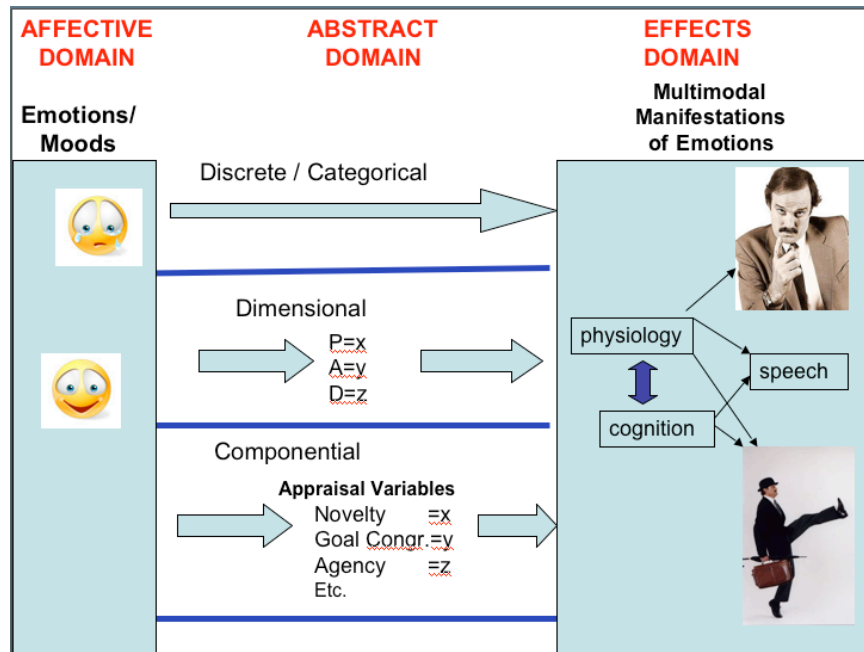 AFFECTIVE
DOMAIN
ABSTRACT
DOMAIN
EFFECTS
DOMAIN
Emotions/
Moods
Multimodal
Manifestations
of Emotions
Discrete / Categorical
Dimensional
P=x
A=y
D=z
physiology
speech
cognition
Componential
Appraisal Variables
Novelty =x
Goal Congr.=y
Agency =z
Etc.